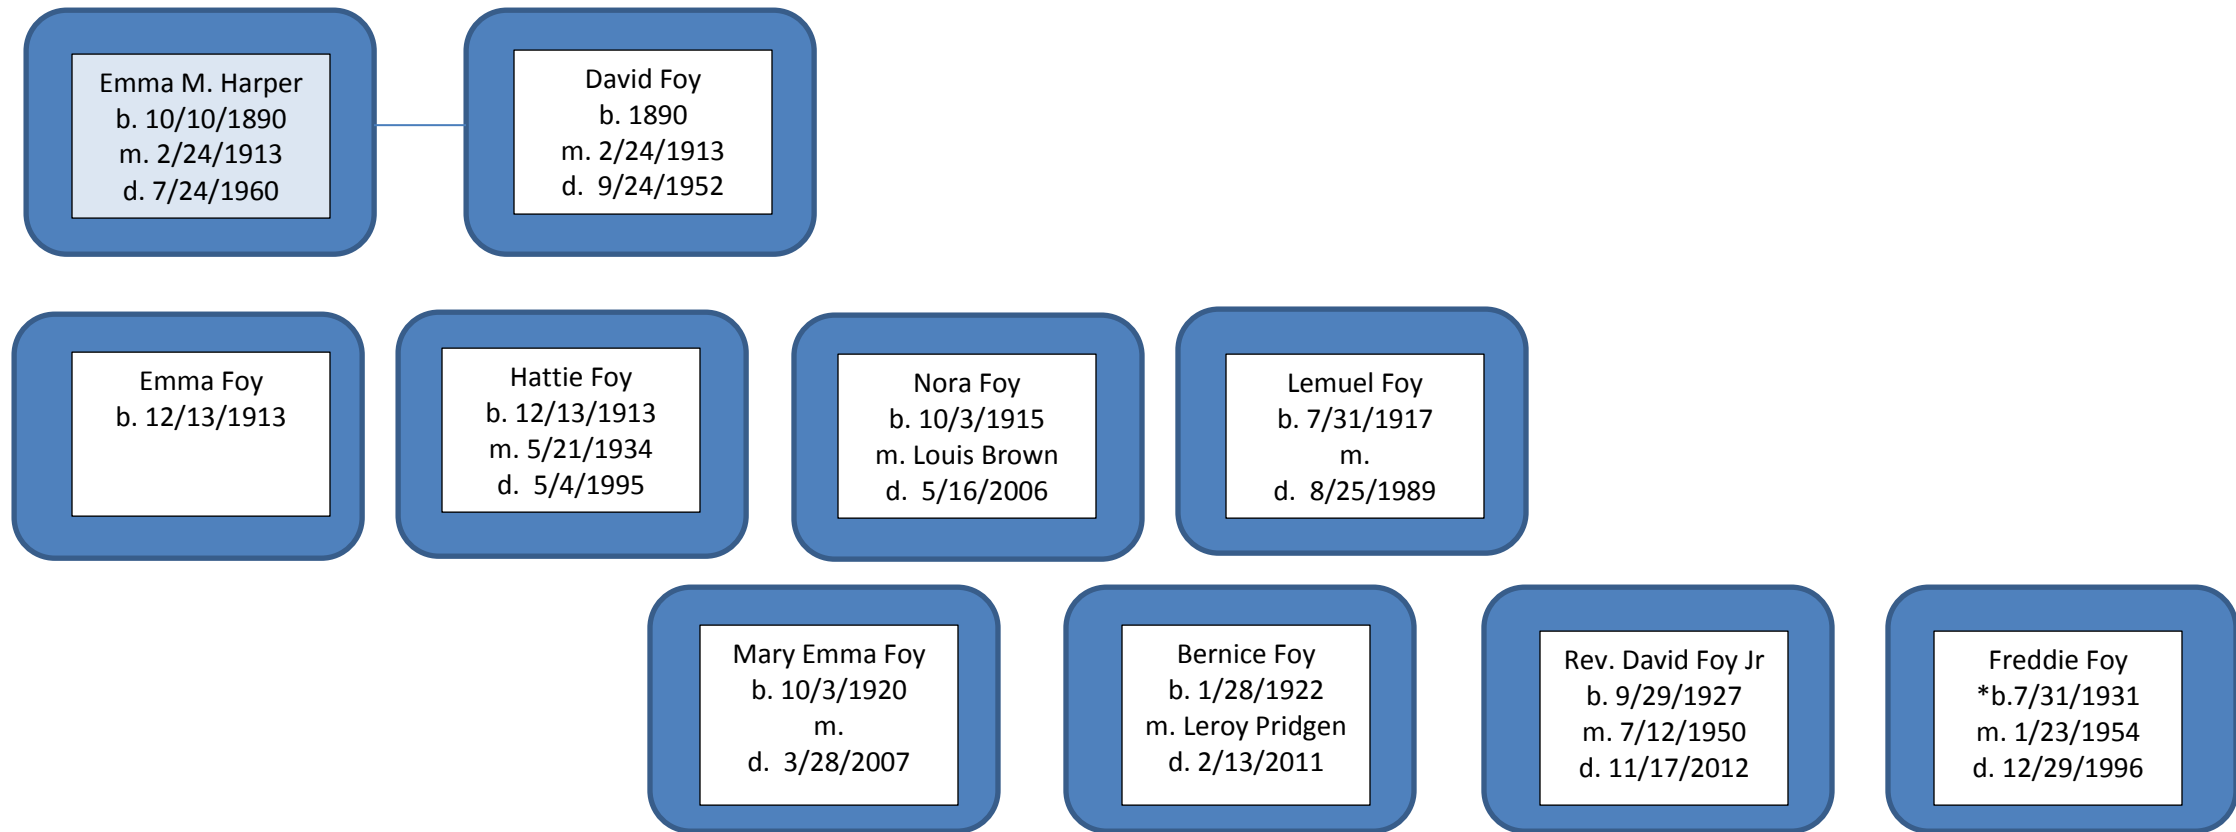 Emma M. Harper
b. 10/10/1890
m. 2/24/1913
d. 7/24/1960
David Foy
b. 1890
m. 2/24/1913
d.  9/24/1952
Emma Foy
b. 12/13/1913
Hattie Foy
b. 12/13/1913
m. 5/21/1934
d.  5/4/1995
Nora Foy
b. 10/3/1915
m. Louis Brown
d.  5/16/2006
Lemuel Foy
b. 7/31/1917
m.
d.  8/25/1989
Mary Emma Foy
b. 10/3/1920
m.
d.  3/28/2007
Bernice Foy
b. 1/28/1922
m. Leroy Pridgen
d. 2/13/2011
Rev. David Foy Jr
b. 9/29/1927
m. 7/12/1950
d. 11/17/2012
Freddie Foy
*b.7/31/1931
m. 1/23/1954
d. 12/29/1996